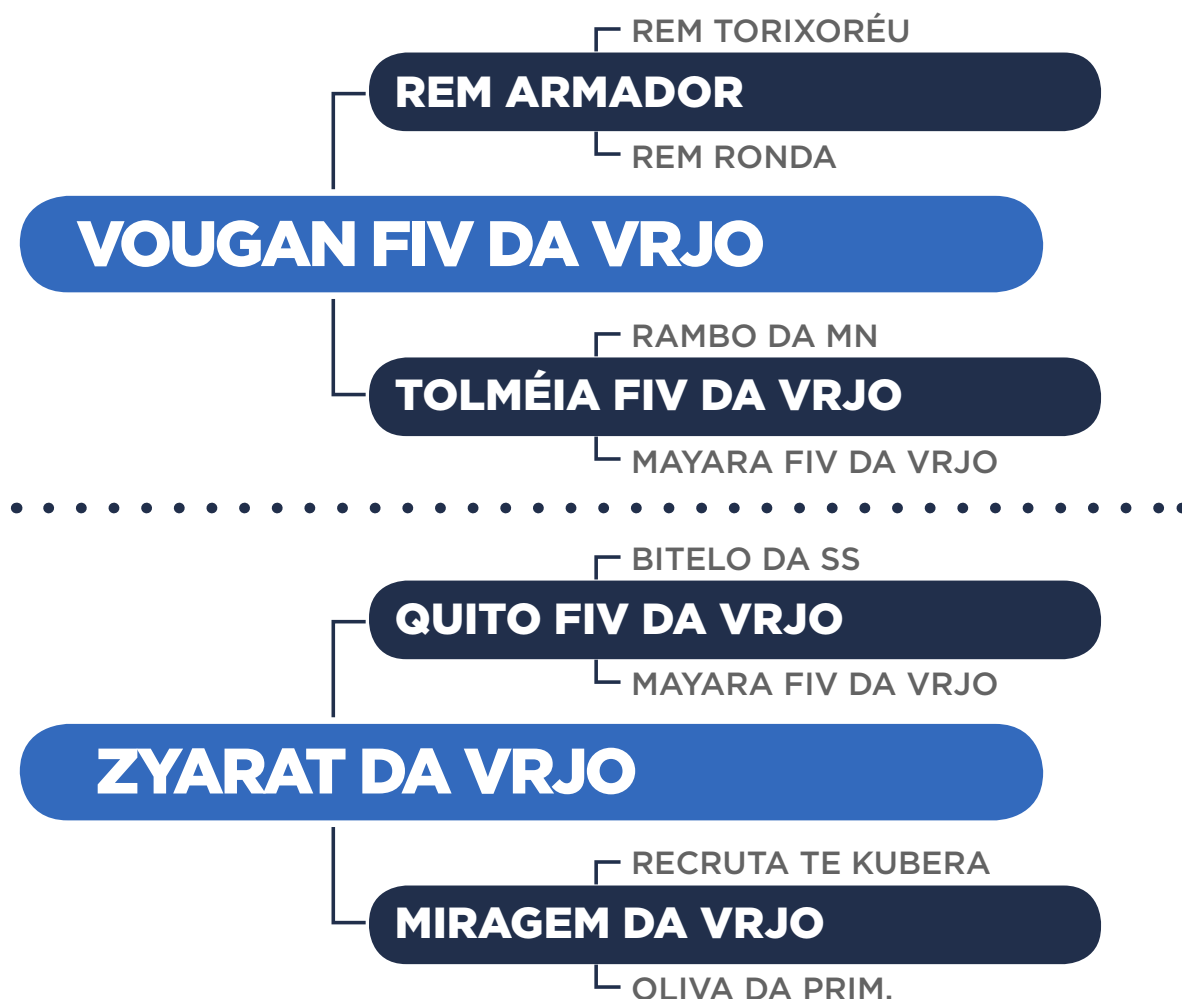 REM TORIXORÉU
REM ARMADOR
REM RONDA
VOUGAN FIV DA VRJO
RAMBO DA MN
TOLMÉIA FIV DA VRJO
MAYARA FIV DA VRJO
BITELO DA SS
QUITO FIV DA VRJO
MAYARA FIV DA VRJO
ZYARAT DA VRJO
RECRUTA TE KUBERA
MIRAGEM DA VRJO
OLIVA DA PRIM.